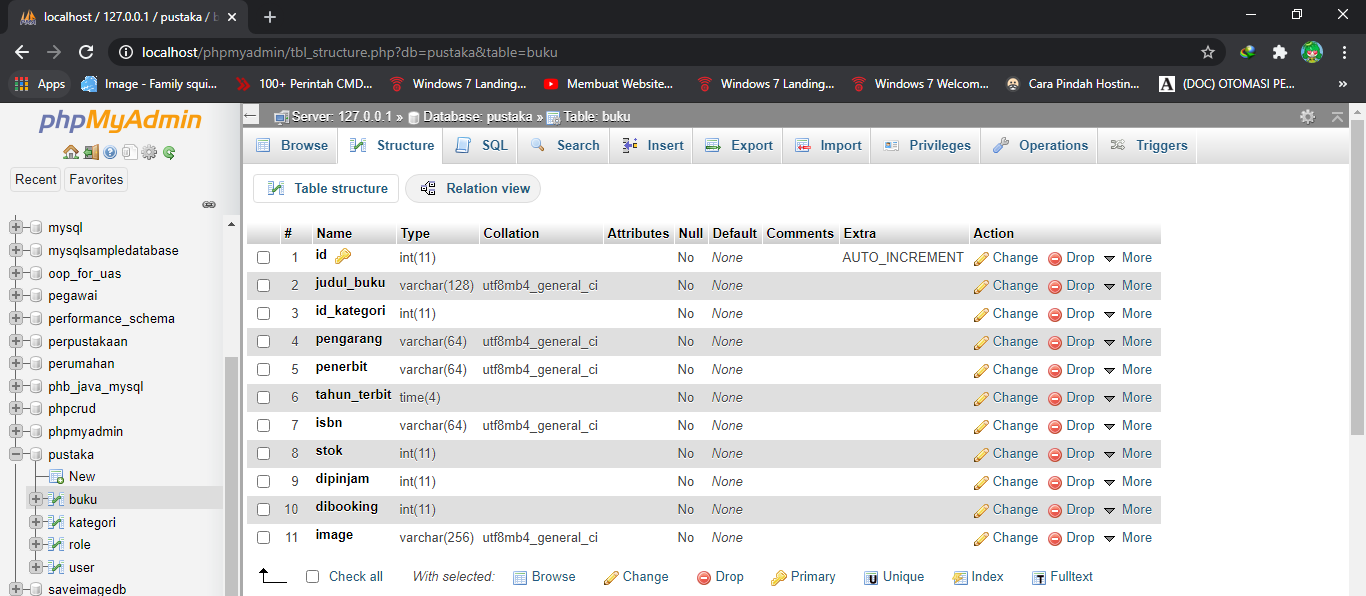 localhost / 127.0.0.1 / pustaka / b
localhost/phpmyadmin/tbl_structure.php?db=pustaka&table=buku
Apps Image - Family squi... 100+ Perintah CMD... Windows 7 Landing... Membuat Website... Windows 7 Landing... Windows 7 Welcom... Cara Pindah Hostin... A (DOC) OTOMASI PE... »
phpMyAdmin
Recent Favorites
mysql
mysqlsampledatabase
oop_for_uas
pegawai
performance_schema
perpustakaan
perumahan
phb_java_mysql
phpcrud
phpmyadmin
pustaka
New
buku
kategori
role
user
saveimagedb
Server: 127.0.0.1 » Database: pustaka » Table: buku
Browse Structure SQL Search Insert Export Import Privileges Operations Triggers
Table structure Relation view
# Name Type Collation Attributes Null Default Comments Extra Action
1 id int(11) No None AUTO_INCREMENT Change Drop More
2 judul_buku varchar(128) utf8mb4_general_ci No None Change Drop More
3 id_kategori int(11) No None Change Drop More
4 pengarang varchar(64) utf8mb4_general_ci No None Change Drop More
5 penerbit varchar(64) utf8mb4_general_ci No None Change Drop More
6 tahun_terbit time(4) No None Change Drop More
7 isbn varchar(64) utf8mb4_general_ci No None Change Drop More
8 stok int(11) No None Change Drop More
9 dipinjam int(11) No None Change Drop More
10 dibooking int(11) No None Change Drop More
11 image varchar(256) utf8mb4_general_ci No None Change Drop More
Check all With selected: Browse Change Drop Primary Unique Index Fulltext